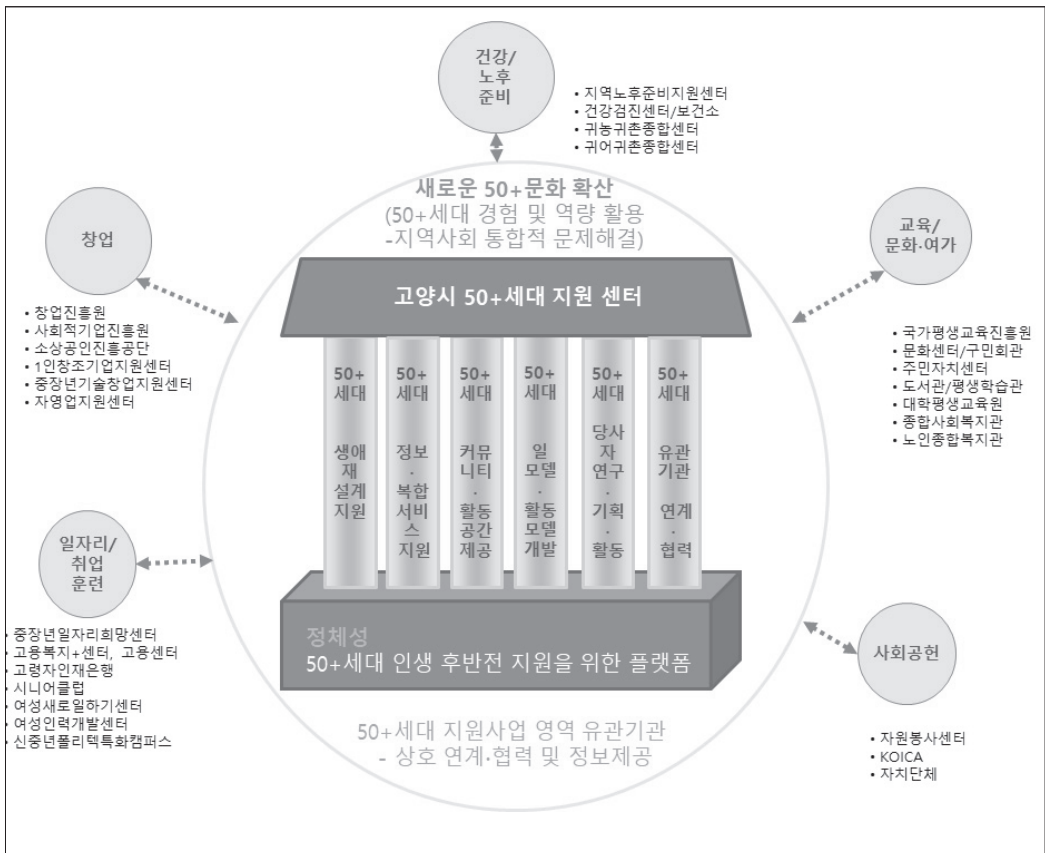 건강/
노후
준비
• 지역노후준비지원센터
• 건강검진센터/보건소
• 귀농귀촌종합센터
• 귀어귀촌종합센터
새로운 50+문화 확산
(50+세대 경험 및 역량 활용
-지역사회 통합적 문제해결)
창업
• 창업진흥원
• 사회적기업진흥원
• 소상공인진흥공단
• 1인창조기업지원센터
• 중장년기술창업지원센터
• 자영업지원센터
교육/
문화·여가
• 국가평생교육진흥원
• 문화센터/구민회관
• 주민자치센터
• 도서관/평생학습관
• 대학평생교육원
• 종합사회복지관
• 노인종합복지관
고양시 50+세대 지원 센터
50+
세대
생애
재
설계
지원
50+
세대
정보
·
복합
서비
스
지원
50+
세대
커뮤
니티
·
활동
공간
제공
50+
세대
일
모델
·
활동
모델
개발
50+
세대
당사
자
연구
·
기획
·
활동
50+
세대
유관
기관
연계
·
협력
일자리/
취업
훈련
• 중장년일자리희망센터
• 고용복지+센터, 고용센터
• 고령자인재은행
• 시니어클럽
• 여성새로일하기센터
• 여성인력개발센터
• 신중년폴리텍특화캠퍼스
정체성
50+세대 인생 후반전 지원을 위한 플랫폼
사회공헌
• 자원봉사센터
• KOICA
• 자치단체
50+세대 지원사업 영역 유관기관
- 상호 연계·협력 및 정보제공